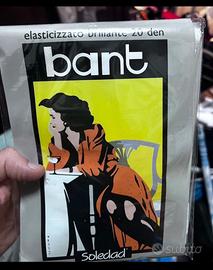 elasticizzato brillante 20 den
bant
Soledad
subito